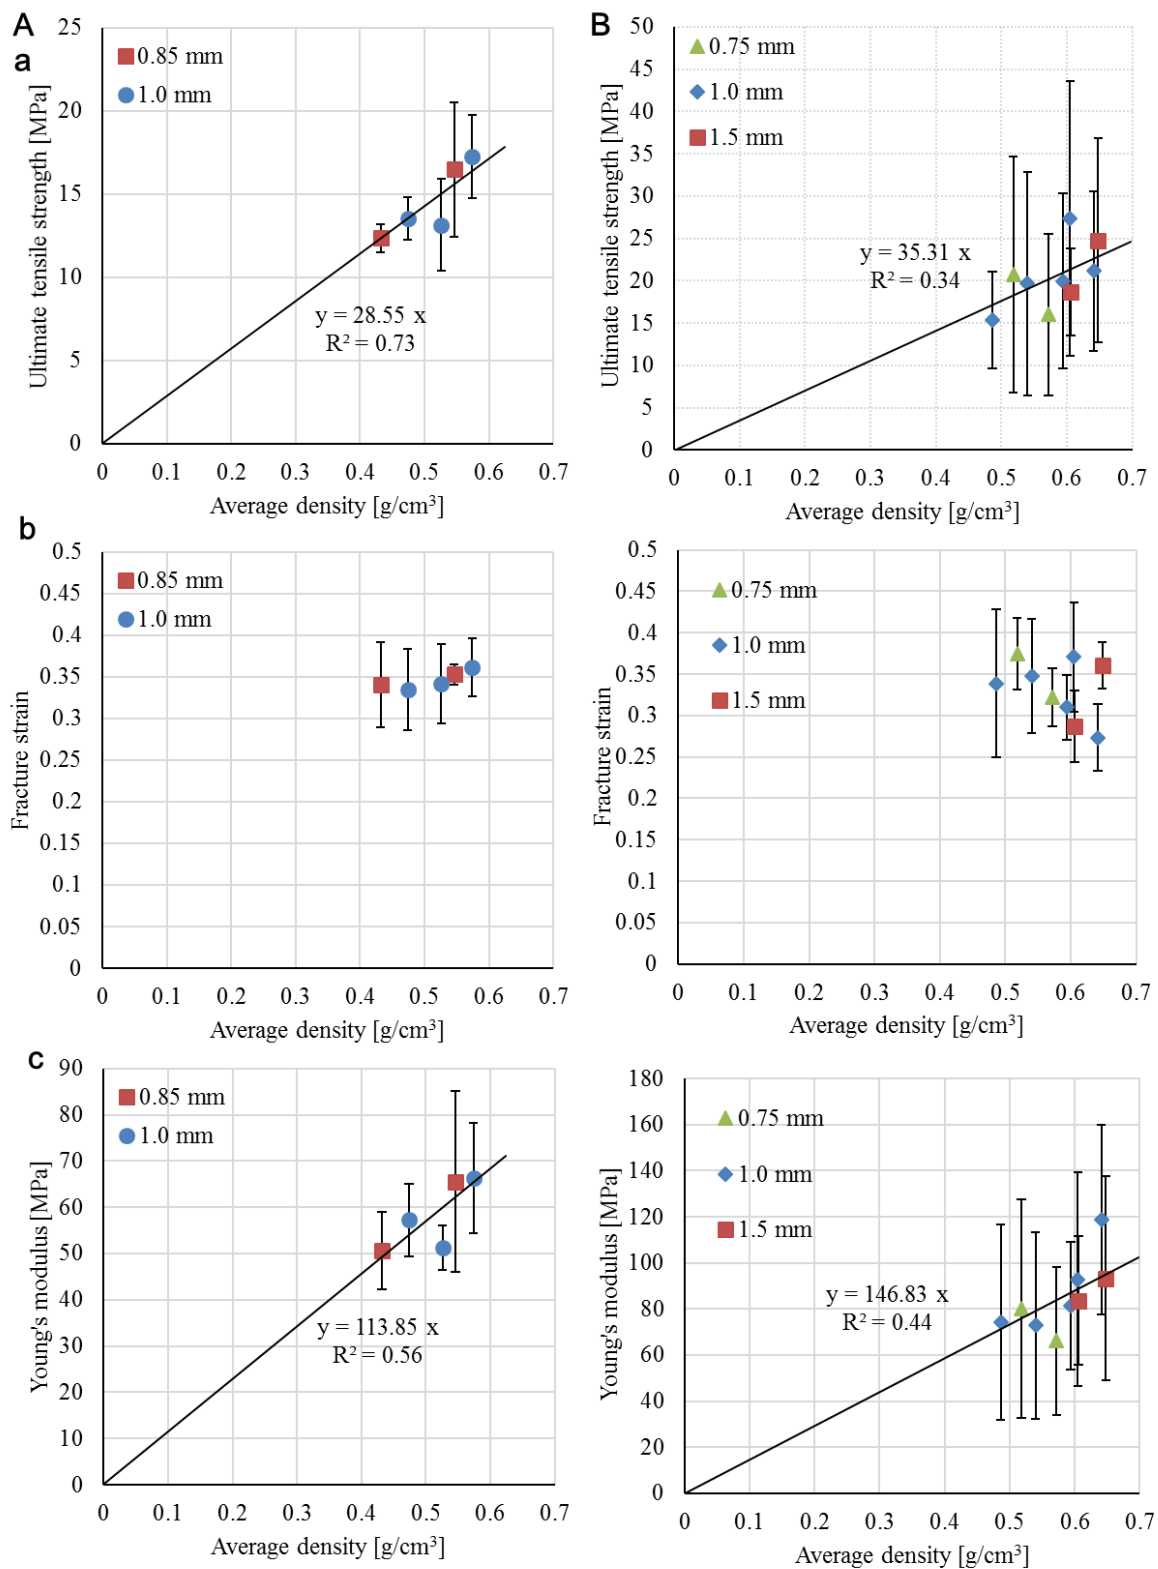 A
a
25
20
15
10
5
0
0.85 mm
1.0 mm
y = 28.55 x
R² = 0.73
Ultimate tensile strength [MPa]
0 0.1 0.2 0.3 0.4 0.5 0.6 0.7
Average density [g/cm³]
B
50
45
40
35
30
25
20
15
10
5
0
0.75 mm
1.0 mm
1.5 mm
y = 35.31 x
R² = 0.34
Ultimate tensile strength [MPa]
0 0.1 0.2 0.3 0.4 0.5 0.6 0.7
Average density [g/cm³]
b
0.5
0.45
0.4
0.35
0.3
0.25
0.2
0.15
0.1
0.05
0
0.85 mm
1.0 mm
Fracture strain
0 0.1 0.2 0.3 0.4 0.5 0.6 0.7
Average density [g/cm³]
0.5
0.45
0.4
0.35
0.3
0.25
0.2
0.15
0.1
0.05
0
0.75 mm
1.0 mm
1.5 mm
Fracture strain
0 0.1 0.2 0.3 0.4 0.5 0.6 0.7
Average density [g/cm³]
c
90
80
70
60
50
40
30
20
10
0
0.85 mm
1.0 mm
y = 113.85 x
R² = 0.56
Young's modulus [MPa]
0 0.1 0.2 0.3 0.4 0.5 0.6 0.7
Average density [g/cm³]
180
160
140
120
100
80
60
40
20
0
0.75 mm
1.0 mm
1.5 mm
y = 146.83 x
R² = 0.44
Young's modulus [MPa]
0 0.1 0.2 0.3 0.4 0.5 0.6 0.7
Average density [g/cm³]